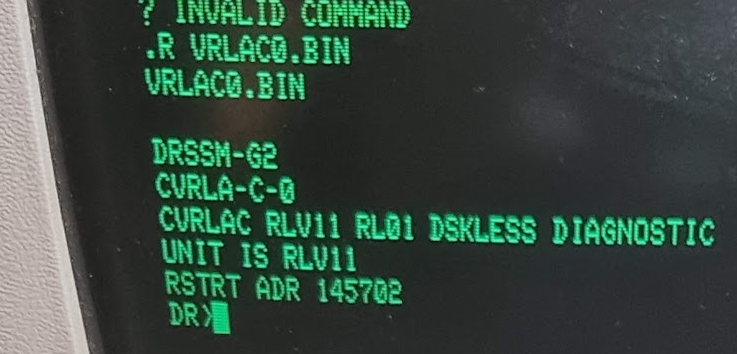 ? INVALID COMMAND
.R VRLAC0.BIN
VRLAC0.BIN
DRSSM-G2
CVRLA-C-0
CVRLAC RLV11 RL01 DSKLESS DIAGNOSTIC
UNIT IS RLV11
RSTRT ADR 145702
DR>